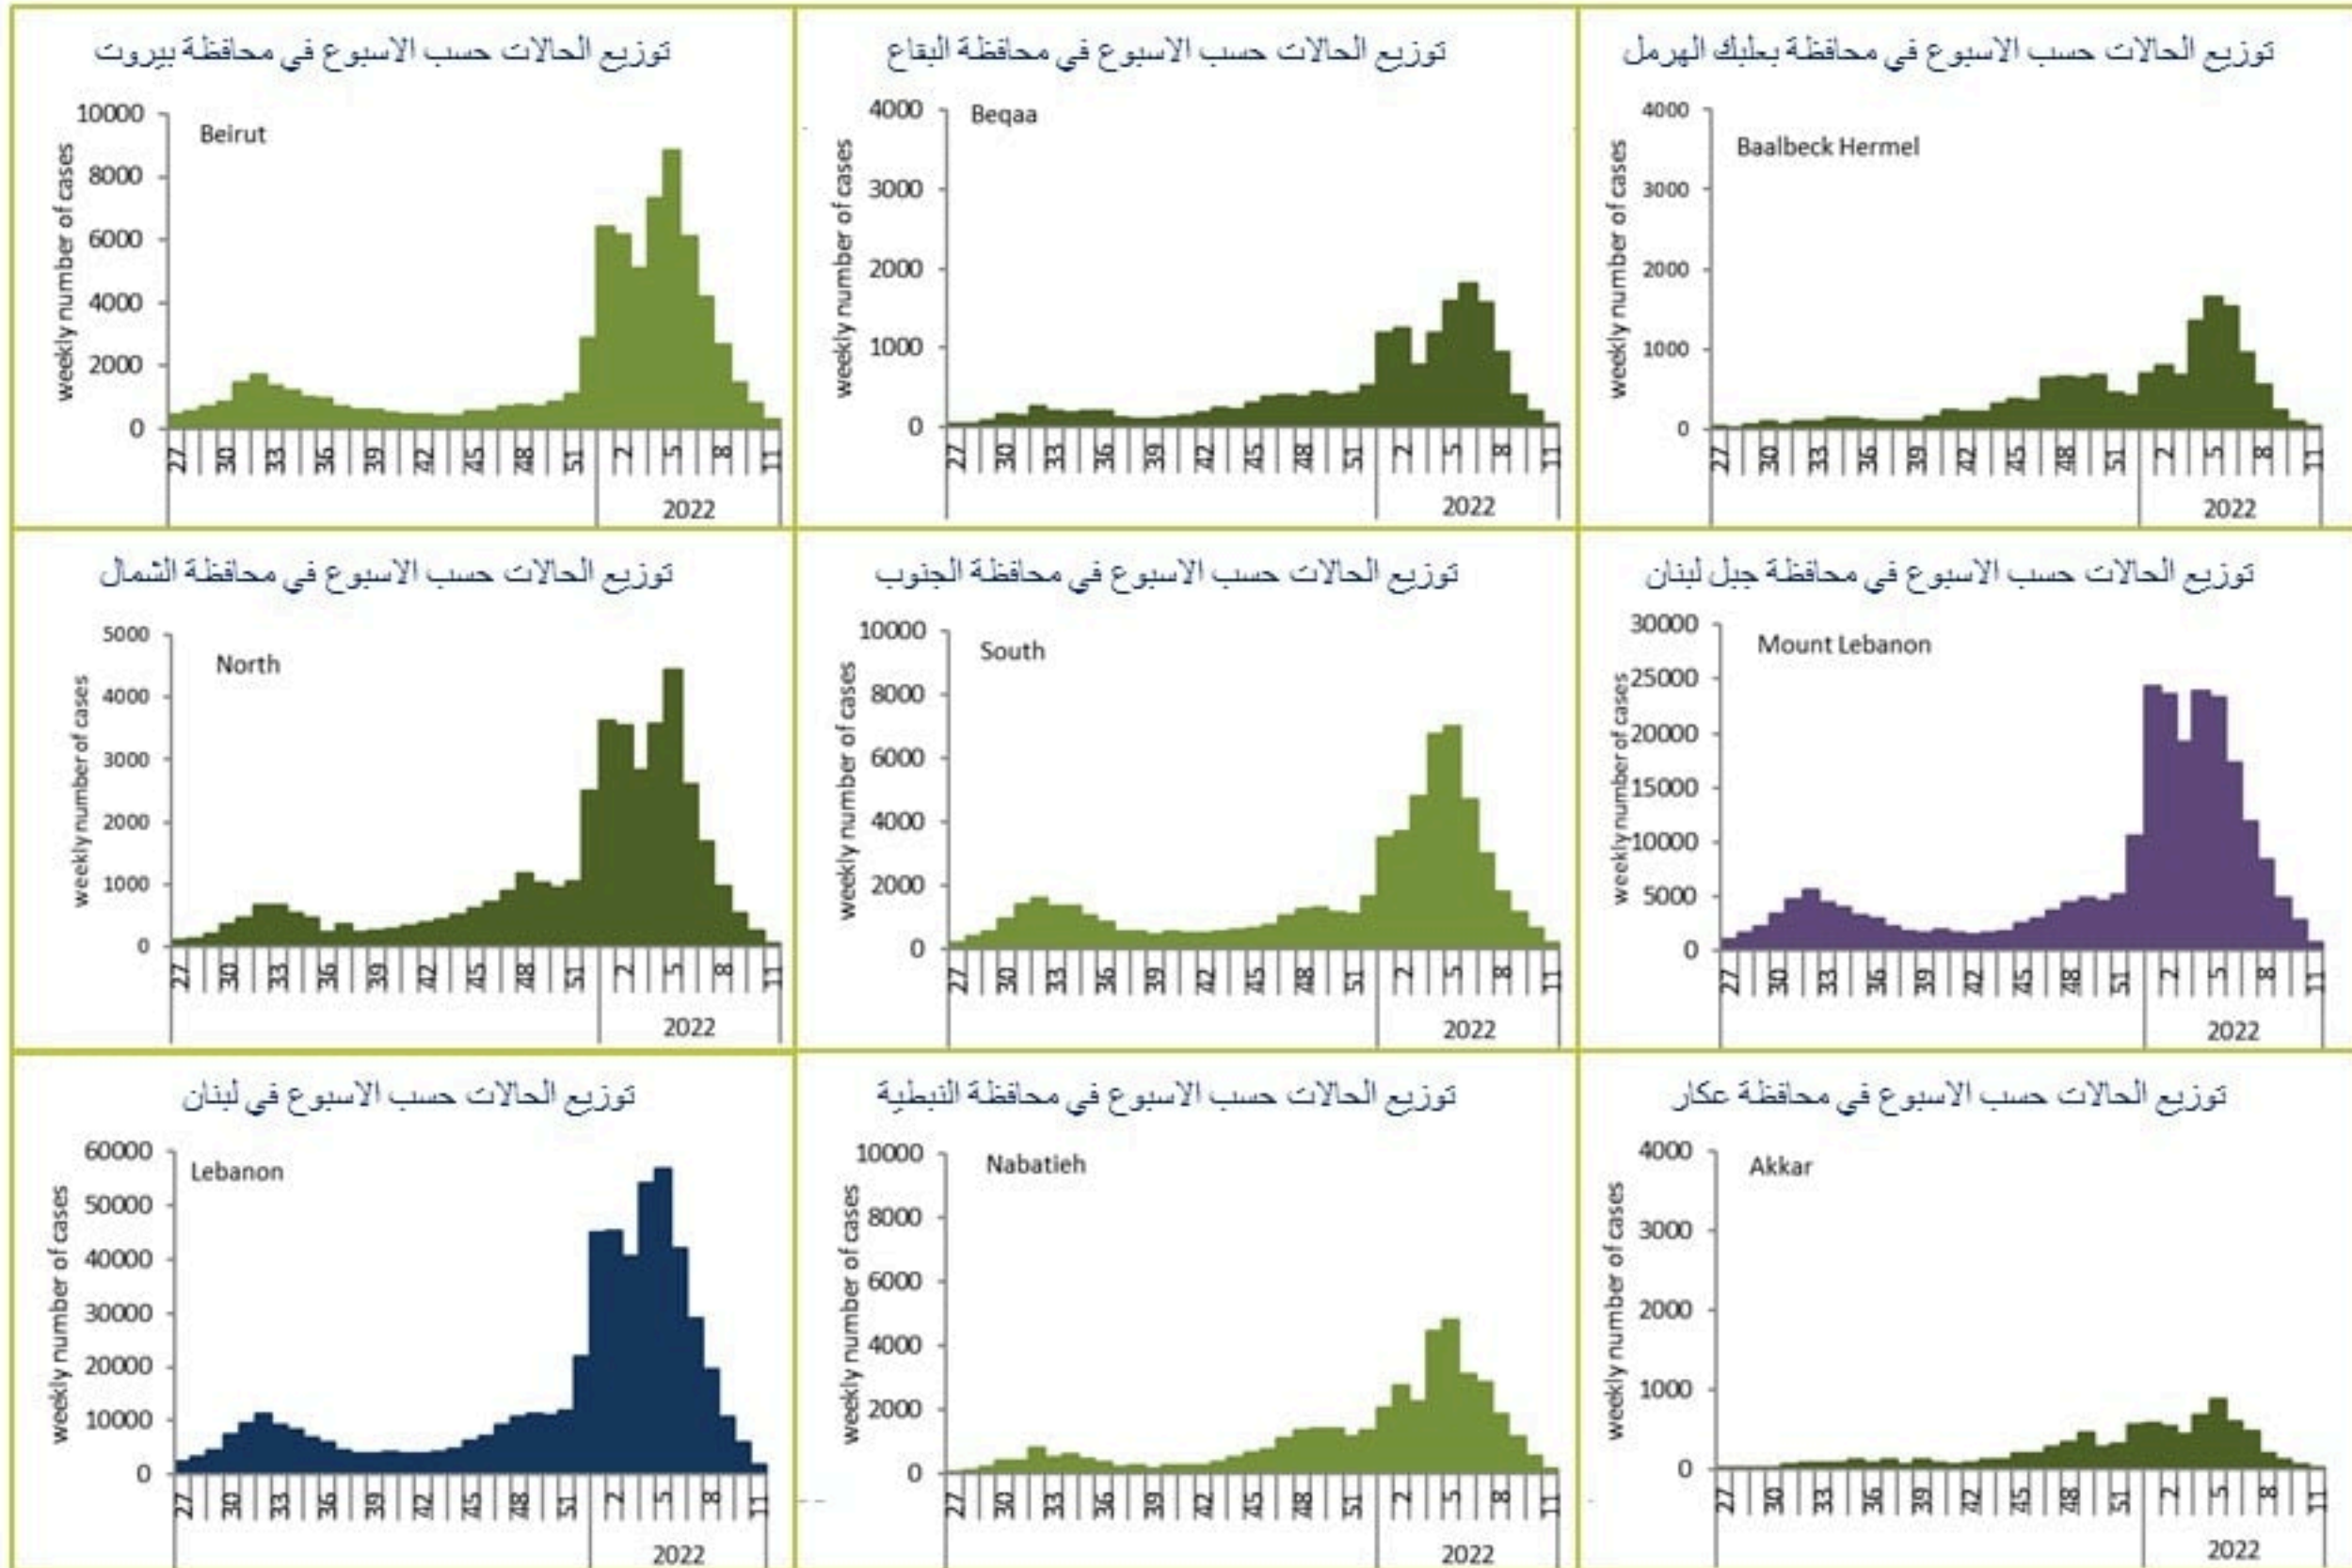 توزيع الحالات حسب الاسبوع في محافظة بيروت
10000
8000
6000
4000
2000
0
weekly number of cases
Beirut
27 30 33 36 39 42 45 48 51 2 5 8 11
2022
توزيع الحالات حسب الاسبوع في محافظة البقاع
4000
3000
2000
1000
0
weekly number of cases
Beqaa
27 30 33 36 39 42 45 48 51 2 5 8 11
2022
توزيع الحالات حسب الاسبوع في محافظة بعلبك الهرمل
4000
3000
2000
1000
0
weekly number of cases
Baalbeck Hermel
27 30 33 36 39 42 45 48 51 2 5 8 11
2022
توزيع الحالات حسب الاسبوع في محافظة الشمال
5000
4000
3000
2000
1000
0
weekly number of cases
North
27 30 33 36 39 42 45 48 51 2 5 8 11
2022
توزيع الحالات حسب الاسبوع في محافظة الجنوب
10000
8000
6000
4000
2000
0
weekly number of cases
South
27 30 33 36 39 42 45 48 51 2 5 8 11
2022
توزيع الحالات حسب الاسبوع في محافظة جبل لبنان
30000
25000
20000
15000
10000
5000
0
weekly number of cases
Mount Lebanon
27 30 33 36 39 42 45 48 51 2 5 8 11
2022
توزيع الحالات حسب الاسبوع في لبنان
60000
50000
40000
30000
20000
10000
0
weekly number of cases
Lebanon
27 30 33 36 39 42 45 48 51 2 5 8 11
2022
توزيع الحالات حسب الاسبوع في محافظة النبطية
10000
8000
6000
4000
2000
0
weekly number of cases
Nabatieh
27 30 33 36 39 42 45 48 51 2 5 8 11
2022
توزيع الحالات حسب الاسبوع في محافظة عكار
4000
3000
2000
1000
0
weekly number of cases
Akkar
27 30 33 36 39 42 45 48 51 2 5 8 11
2022